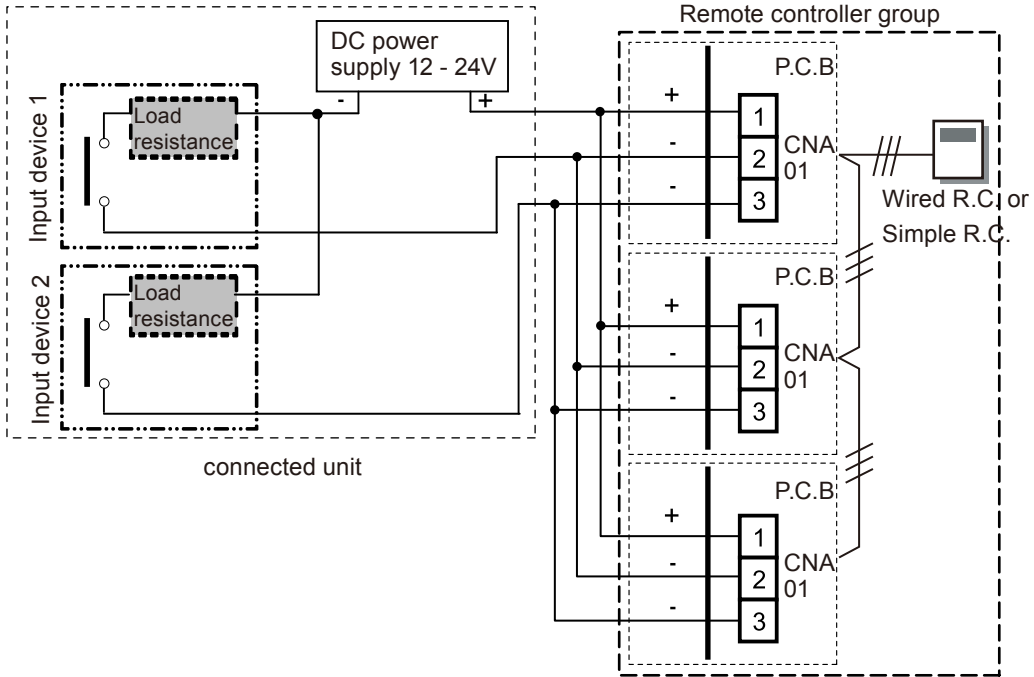 Remote controller group
DC power
supply 12 - 24V
-
+
Input device 1
Load
resistance
Input device 2
Load
resistance
connected unit
P.C.B
+
1
-
2
-
3
CNA
01
Wired R.C. or
Simple R.C.
P.C.B
+
1
-
2
-
3
CNA
01
P.C.B
+
1
-
2
-
3
CNA
01